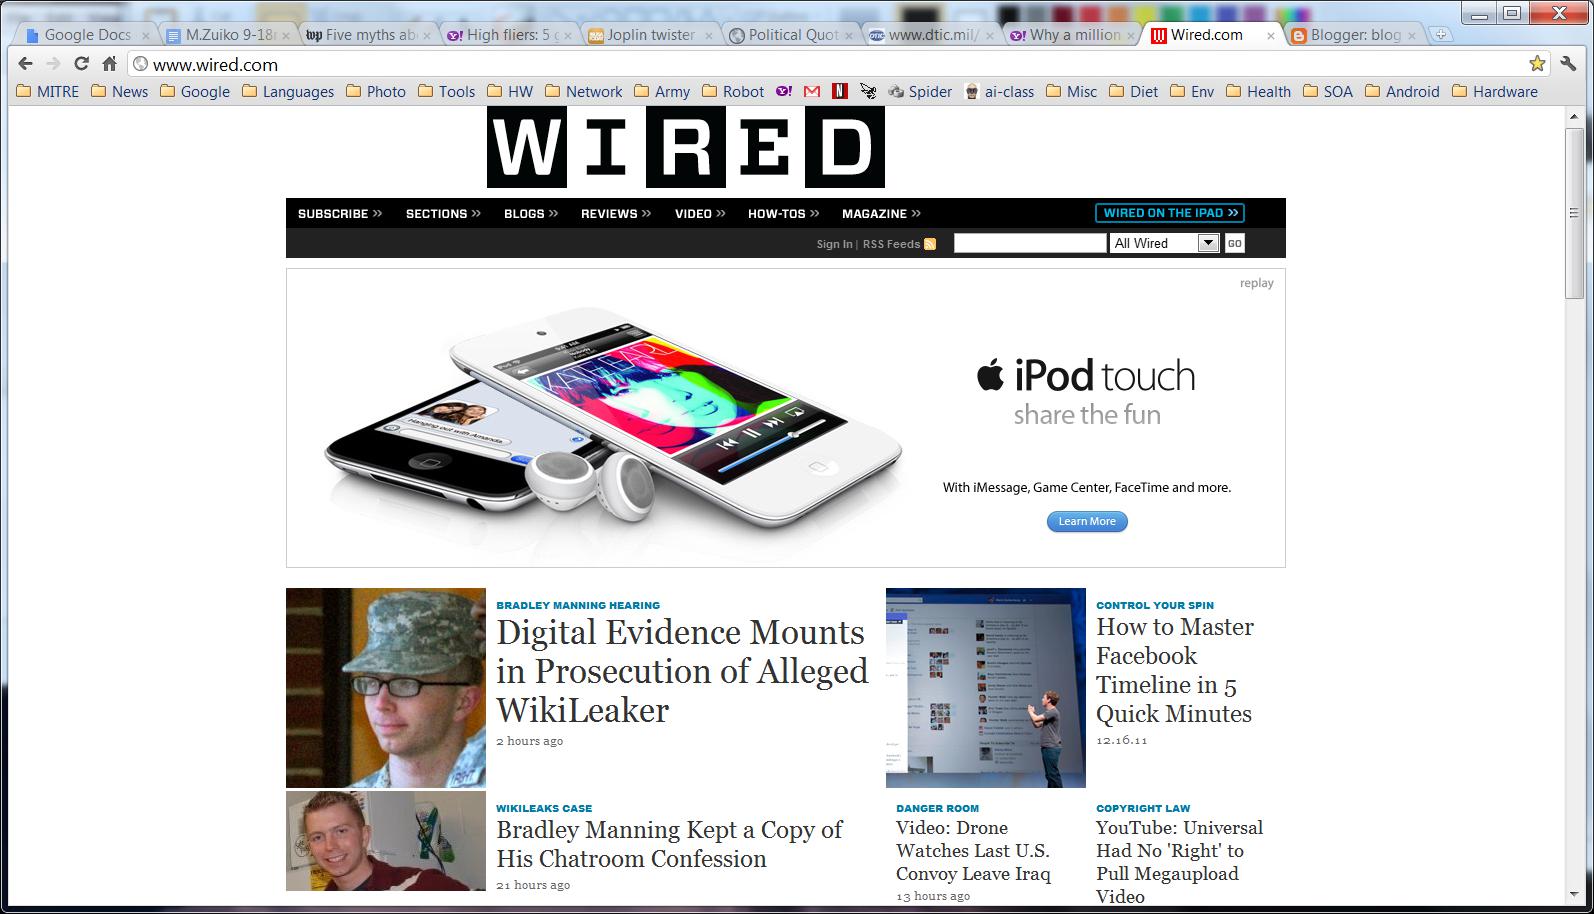 Google Docs
M.Zuiko 9-18
Five myths ab
High fliers: 5 g
Joplin twister
Political Quot
www.dtic.mil/
Why a million
Wired.com
Blogger: blog
www.wired.com
MITRE
News
Google
Languages
Photo
Tools
HW
Network
Army
Robot
Spider
ai-class
Misc
Diet
Env
Health
SOA
Android
Hardware
WIRED
SUBSCRIBE >> SECTIONS >> BLOGS >> REVIEWS >> VIDEO >> HOW-TOS >> MAGAZINE >> WIRED ON THE IPAD >>
Sign In | RSS Feeds All Wired GO
replay
iPod touch
share the fun
With iMessage, Game Center, FaceTime and more.
Learn More
Hanging out with Amanda.
BRADLEY MANNING HEARING
Digital Evidence Mounts
in Prosecution of Alleged
WikiLeaker
2 hours ago
CONTROL YOUR SPIN
How to Master
Facebook
Timeline in 5
Quick Minutes
12.16.11
WIKILEAKS CASE
Bradley Manning Kept a Copy of
His Chatroom Confession
21 hours ago
DANGER ROOM
Video: Drone
Watches Last U.S.
Convoy Leave Iraq
13 hours ago
COPYRIGHT LAW
YouTube: Universal
Had No 'Right' to
Pull Megaupload
Video